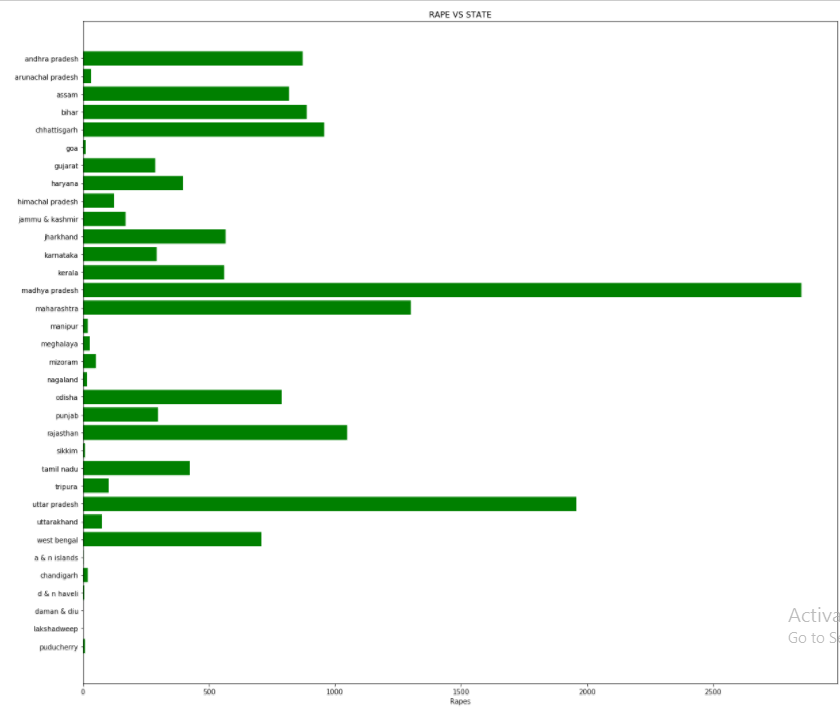 RAPE VS STATE
andhra pradesh
arunachal pradesh
assam
bihar
chhattisgarh
goa
gujarat
haryana
himachal pradesh
jammu & kashmir
jharkhand
karnataka
kerala
madhya pradesh
maharashtra
manipur
meghalaya
mizoram
nagaland
odisha
punjab
rajasthan
sikkim
tamil nadu
tripura
uttar pradesh
uttarakhand
west bengal
a & n islands
chandigarh
d & n haveli
daman & diu
lakshadweep
puducherry
0 500 1000 1500 2000 2500
Rapes
Activa
Go to S